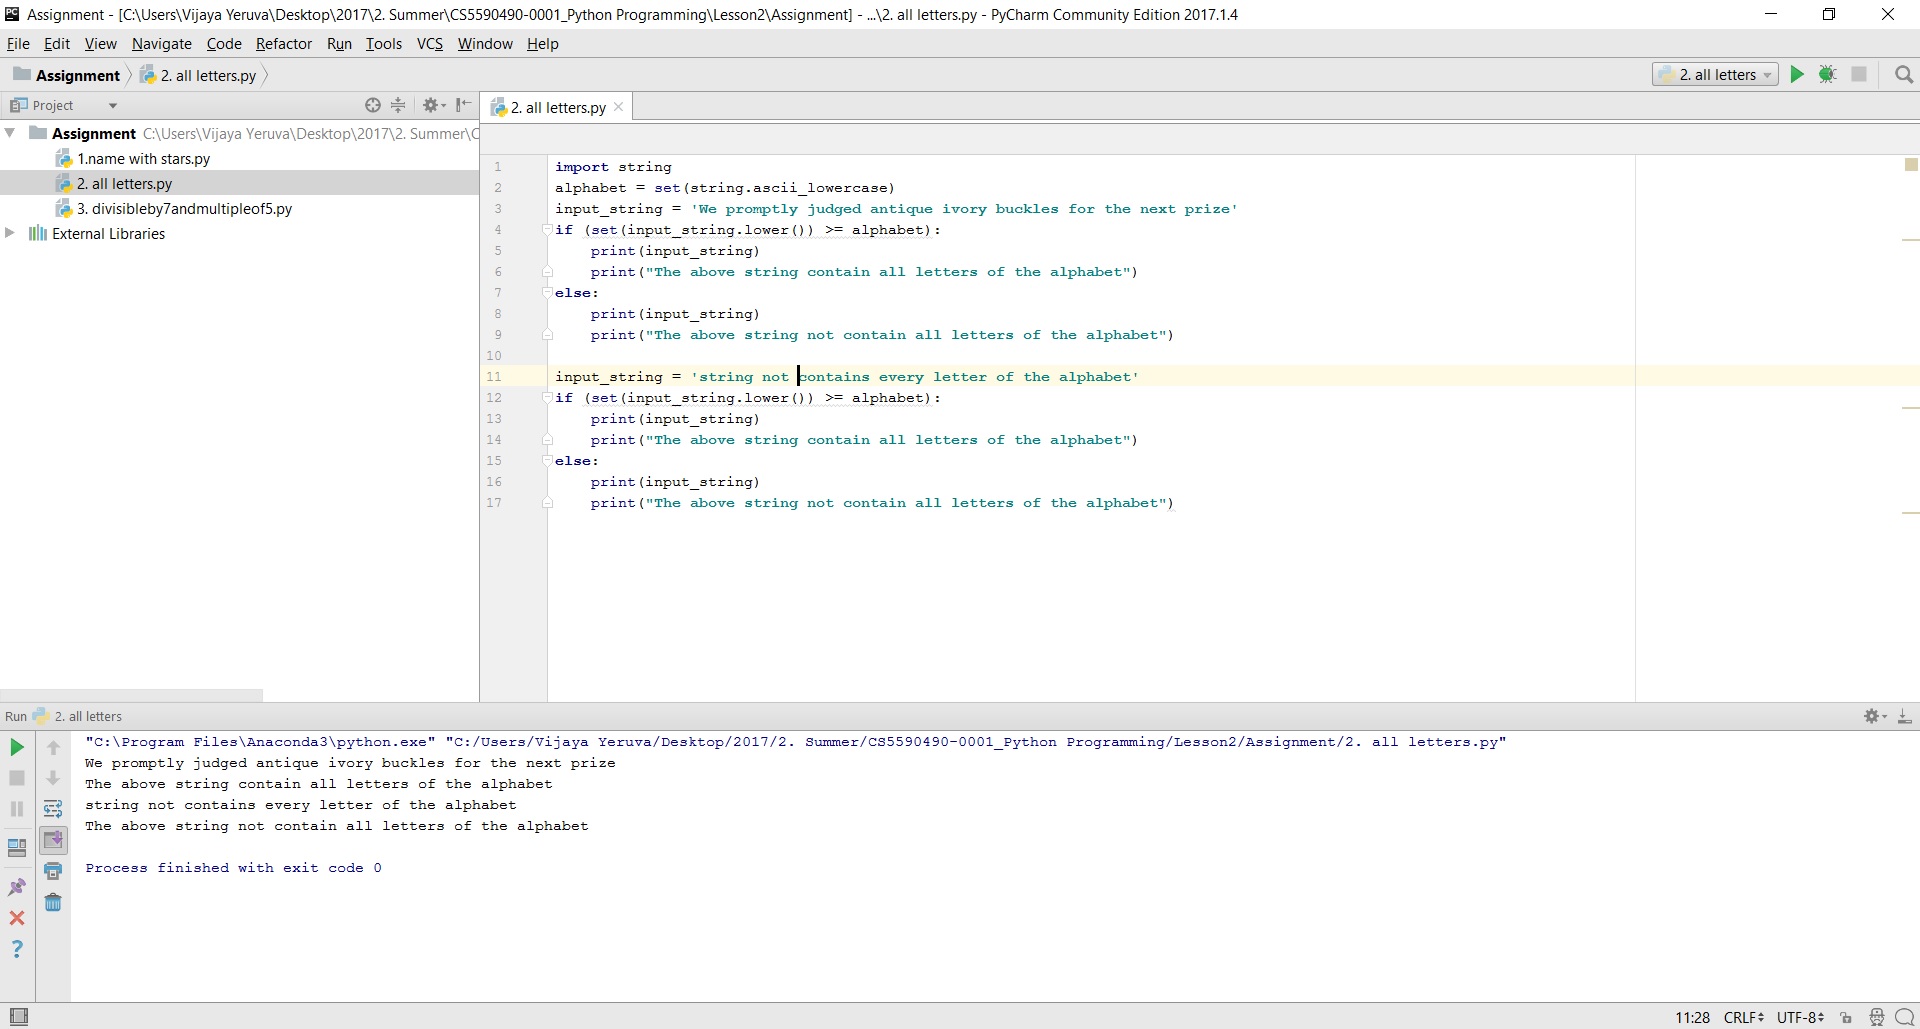 Assignment - [C:\Users\Vijaya Yeruva\Desktop\2017\2. Summer\CS5590490-0001_Python Programming\Lesson2\Assignment] - ...\2. all letters.py - PyCharm Community Edition 2017.1.4
File Edit View Navigate Code Refactor Run Tools VCS Window Help
Assignment 2. all letters.py 2. all letters
Project 2. all letters.py
Assignment C:\Users\Vijaya Yeruva\Desktop\2017\2. Summer\C
1.name with stars.py
2. all letters.py
3. divisibleby7andmultipleof5.py
External Libraries
1 import string
2 alphabet = set(string.ascii_lowercase)
3 input_string = 'We promptly judged antique ivory buckles for the next prize'
4 if (set(input_string.lower()) >= alphabet):
5 print(input_string)
6 print("The above string contain all letters of the alphabet")
7 else:
8 print(input_string)
9 print("The above string not contain all letters of the alphabet")
10
11 input_string = 'string not contains every letter of the alphabet'
12 if (set(input_string.lower()) >= alphabet):
13 print(input_string)
14 print("The above string contain all letters of the alphabet")
15 else:
16 print(input_string)
17 print("The above string not contain all letters of the alphabet")
Run 2. all letters
"C:\Program Files\Anaconda3\python.exe" "C:/Users/Vijaya Yeruva/Desktop/2017/2. Summer/CS5590490-0001_Python Programming/Lesson2/Assignment/2. all letters.py"
We promptly judged antique ivory buckles for the next prize
The above string contain all letters of the alphabet
string not contains every letter of the alphabet
The above string not contain all letters of the alphabet
Process finished with exit code 0
11:28 CRLF UTF-8